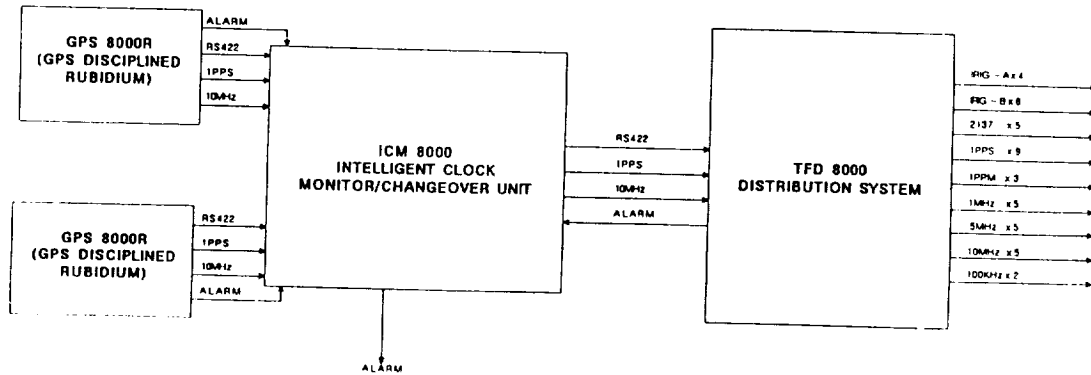 ALARM
GPS 8000R
(GPS DISCIPLINED
RUBIDIUM)
RS422
1PPS
10MHz
ICM 8000
INTELLIGENT CLOCK
MONITOR/CHANGEOVER UNIT
GPS 8000R
(GPS DISCIPLINED
RUBIDIUM)
RS422
1PPS
10MHz
ALARM
ALARM
RS422
1PPS
10MHz
ALARM
TFD 8000
DISTRIBUTION SYSTEM
IRIG - A x 4
IRIG - B x 6
2137 x 5
1PPS x 9
1PPM x 3
1MHz x 5
5MHz x 5
10MHz x 5
100KHz x 2